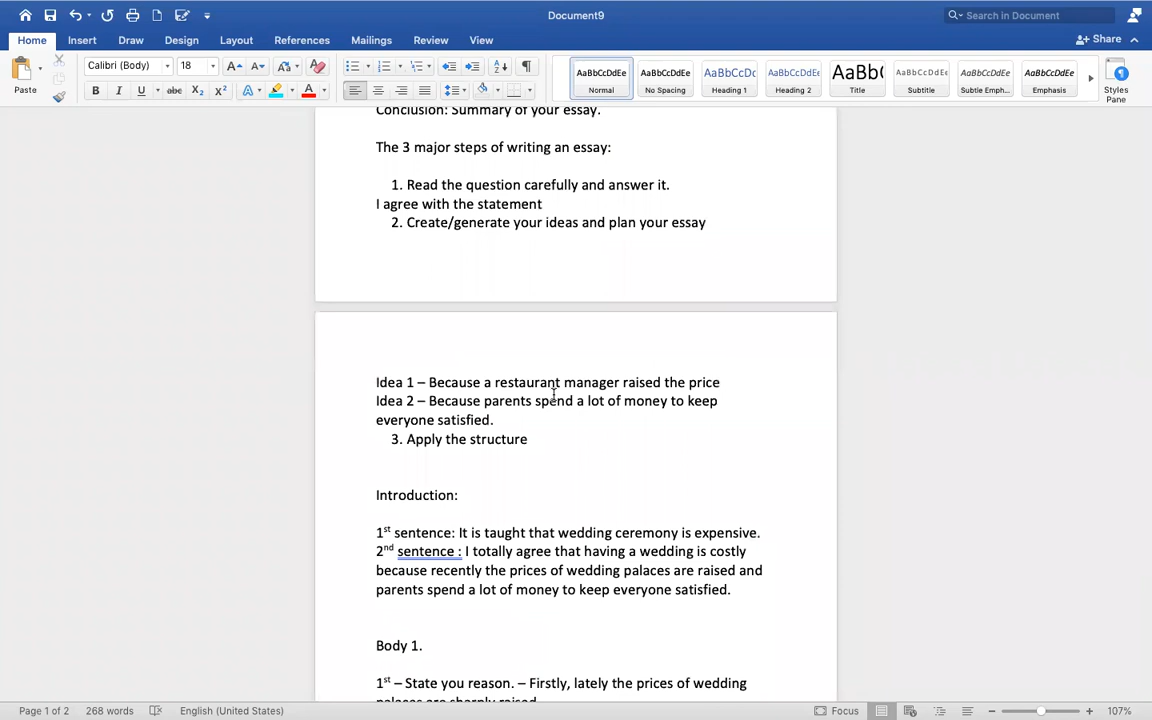 Document9
Search in Document
Home Insert Draw Design Layout References Mailings Review View
Share
Paste
Calibri (Body) 18
AaBbCcDdEe AaBbCcDdEe AaBbCcDc AaBbCcDdEe AaBb( AaBbCcDdEe AaBbCcDdEe AaBbCcDdEe
Normal No Spacing Heading 1 Heading 2 Title Subtitle Subtle Emph... Emphasis
Styles
Pane
Conclusion: Summary of your essay.
The 3 major steps of writing an essay:
1. Read the question carefully and answer it.
I agree with the statement
2. Create/generate your ideas and plan your essay
Idea 1 – Because a restaurant manager raised the price
Idea 2 – Because parents spend a lot of money to keep
everyone satisfied.
3. Apply the structure
Introduction:
1st sentence: It is taught that wedding ceremony is expensive.
2nd sentence : I totally agree that having a wedding is costly
because recently the prices of wedding palaces are raised and
parents spend a lot of money to keep everyone satisfied.
Body 1.
1st – State you reason. – Firstly, lately the prices of wedding
palaces are sharply raised.
Page 1 of 2 268 words English (United States) Focus 107%